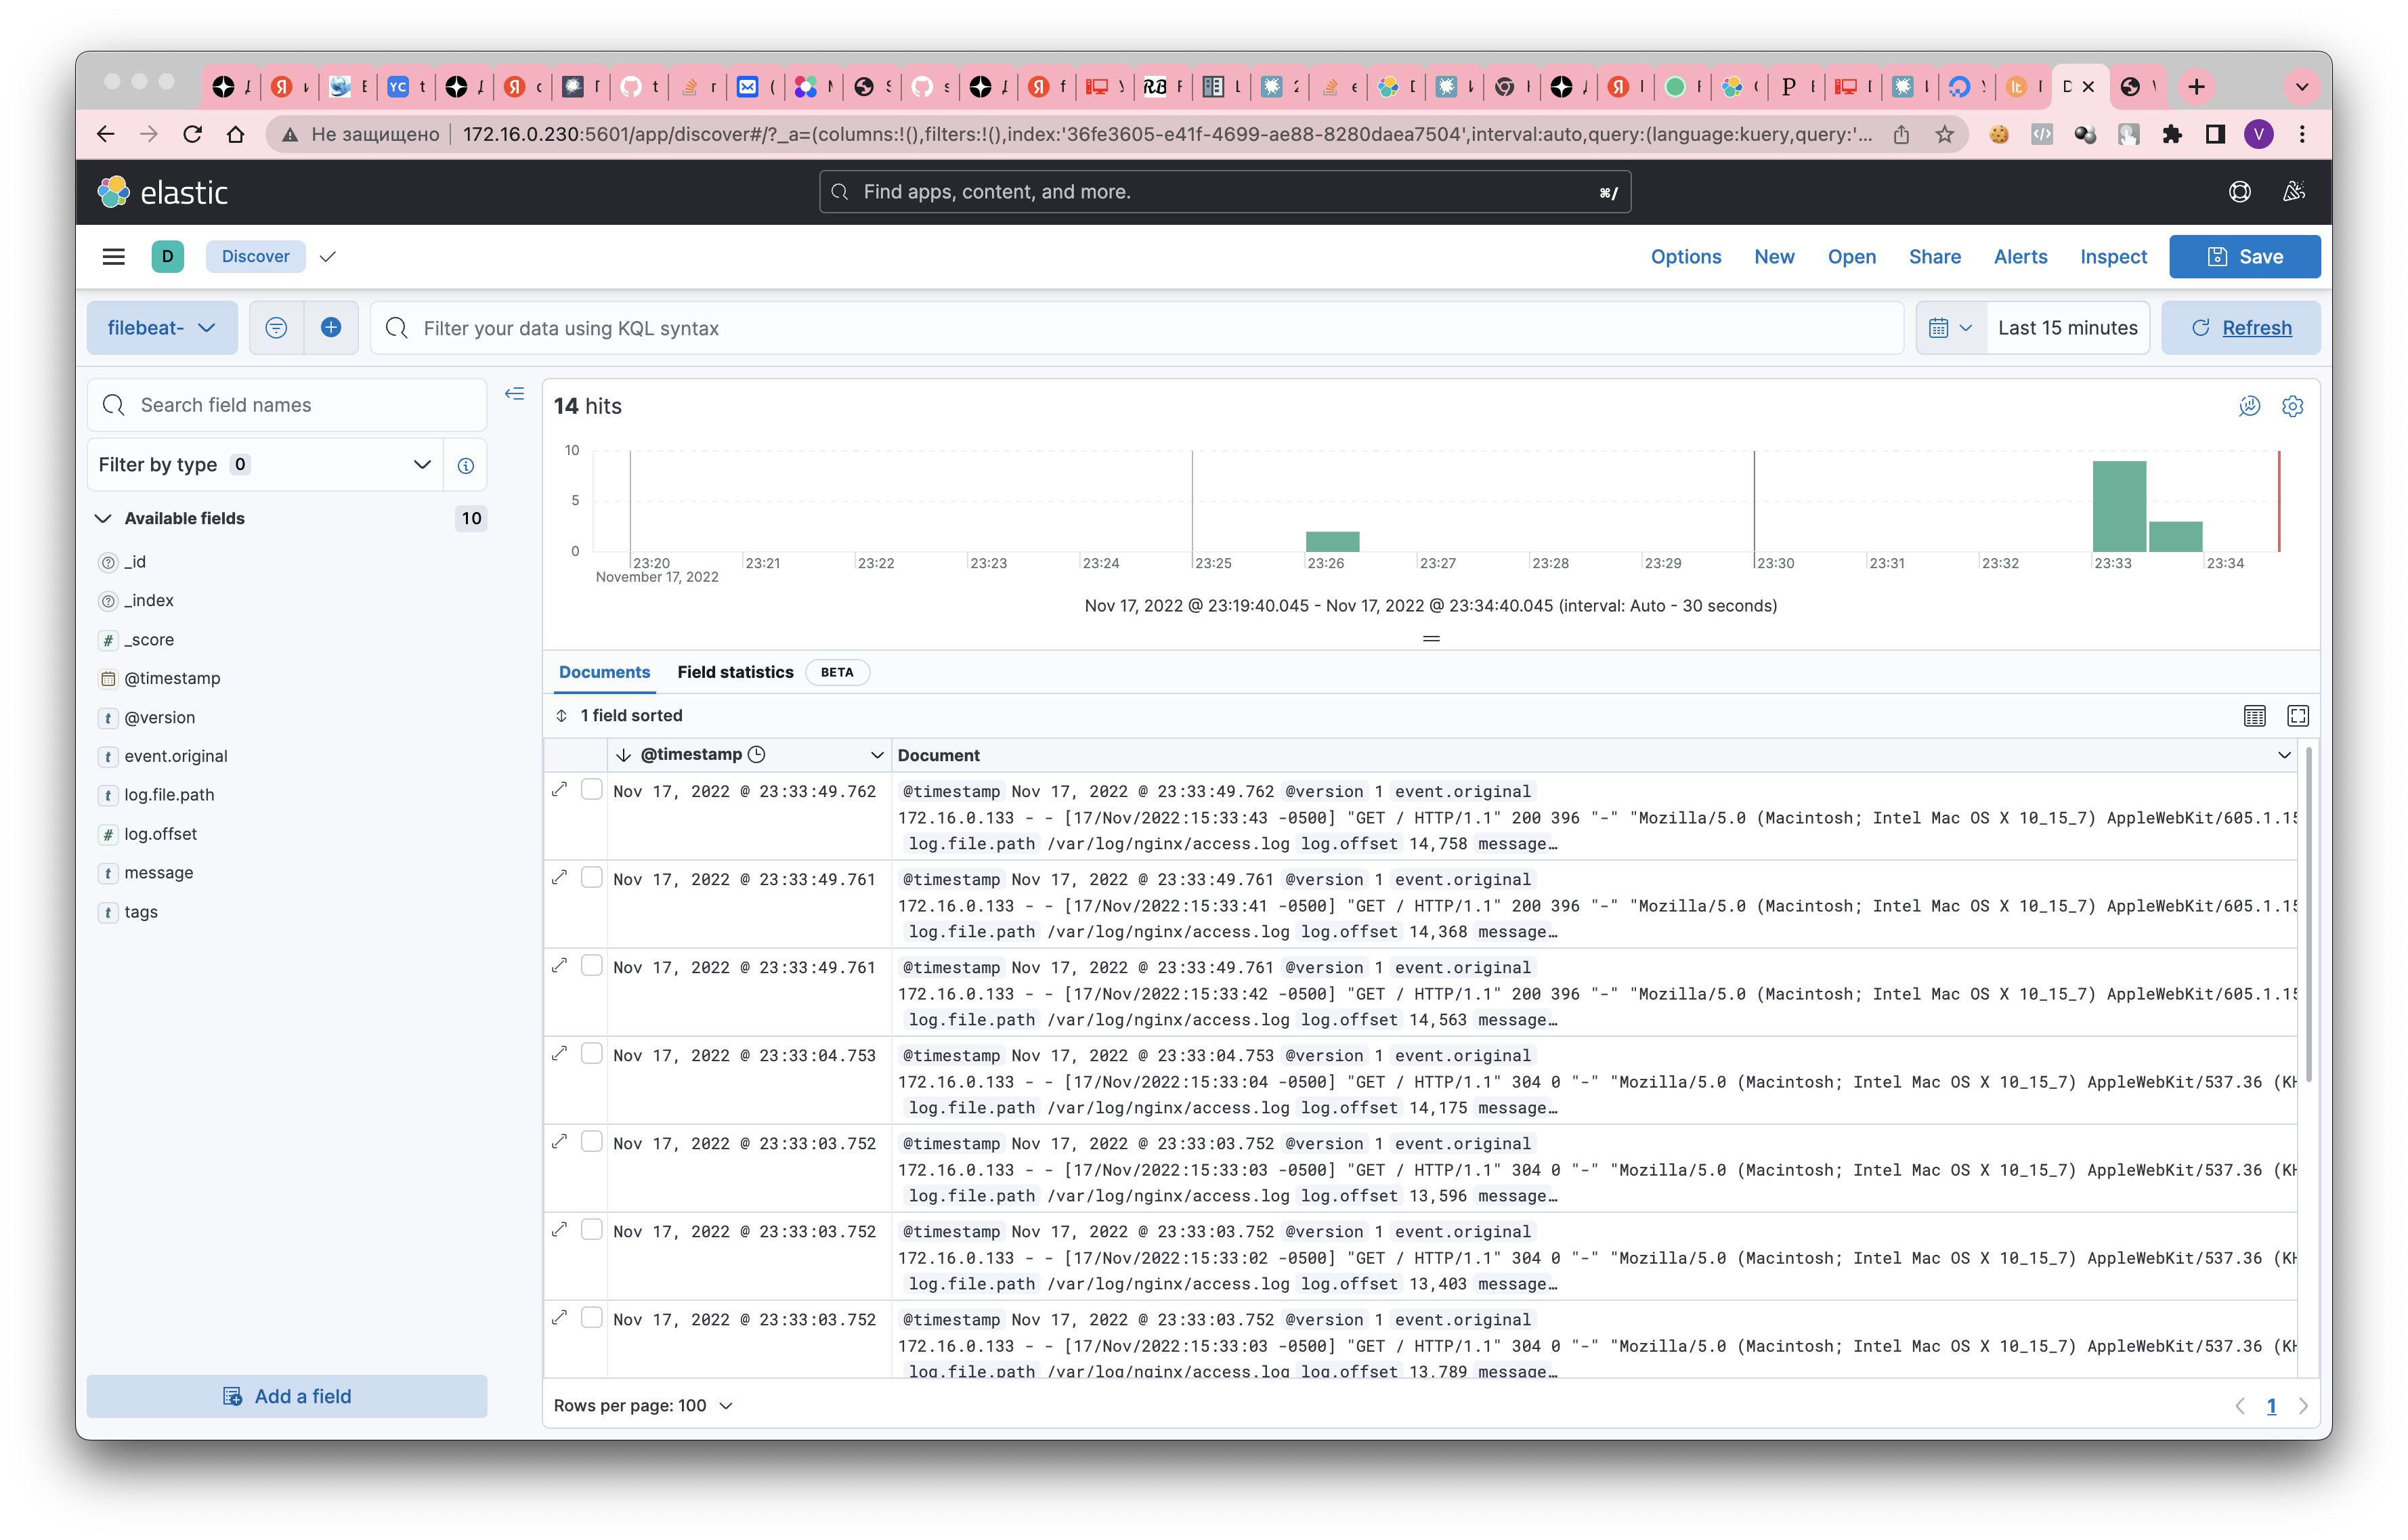 Не защищено 172.16.0.230:5601/app/discover#/?_a=(columns:!(),filters:!(),index:'36fe3605-e41f-4699-ae88-8280daea7504',interval:auto,query:(language:kuery,query:'...
elastic
Find apps, content, and more.
⌘/
D Discover
Options New Open Share Alerts Inspect Save
filebeat-
Filter your data using KQL syntax
Last 15 minutes
Refresh
Search field names
Filter by type 0
Available fields 10
_id
_index
_score
@timestamp
@version
event.original
log.file.path
log.offset
message
tags
Add a field
14 hits
10
5
0
23:20 23:21 23:22 23:23 23:24 23:25 23:26 23:27 23:28 23:29 23:30 23:31 23:32 23:33 23:34
November 17, 2022
Nov 17, 2022 @ 23:19:40.045 - Nov 17, 2022 @ 23:34:40.045 (interval: Auto - 30 seconds)
Documents Field statistics BETA
1 field sorted
@timestamp Document
Nov 17, 2022 @ 23:33:49.762 @timestamp Nov 17, 2022 @ 23:33:49.762 @version 1 event.original
172.16.0.133 - - [17/Nov/2022:15:33:43 -0500] "GET / HTTP/1.1" 200 396 "-" "Mozilla/5.0 (Macintosh; Intel Mac OS X 10_15_7) AppleWebKit/605.1.15
log.file.path /var/log/nginx/access.log log.offset 14,758 message…
Nov 17, 2022 @ 23:33:49.761 @timestamp Nov 17, 2022 @ 23:33:49.761 @version 1 event.original
172.16.0.133 - - [17/Nov/2022:15:33:41 -0500] "GET / HTTP/1.1" 200 396 "-" "Mozilla/5.0 (Macintosh; Intel Mac OS X 10_15_7) AppleWebKit/605.1.15
log.file.path /var/log/nginx/access.log log.offset 14,368 message…
Nov 17, 2022 @ 23:33:49.761 @timestamp Nov 17, 2022 @ 23:33:49.761 @version 1 event.original
172.16.0.133 - - [17/Nov/2022:15:33:42 -0500] "GET / HTTP/1.1" 200 396 "-" "Mozilla/5.0 (Macintosh; Intel Mac OS X 10_15_7) AppleWebKit/605.1.15
log.file.path /var/log/nginx/access.log log.offset 14,563 message…
Nov 17, 2022 @ 23:33:04.753 @timestamp Nov 17, 2022 @ 23:33:04.753 @version 1 event.original
172.16.0.133 - - [17/Nov/2022:15:33:04 -0500] "GET / HTTP/1.1" 304 0 "-" "Mozilla/5.0 (Macintosh; Intel Mac OS X 10_15_7) AppleWebKit/537.36 (KH
log.file.path /var/log/nginx/access.log log.offset 14,175 message…
Nov 17, 2022 @ 23:33:03.752 @timestamp Nov 17, 2022 @ 23:33:03.752 @version 1 event.original
172.16.0.133 - - [17/Nov/2022:15:33:03 -0500] "GET / HTTP/1.1" 304 0 "-" "Mozilla/5.0 (Macintosh; Intel Mac OS X 10_15_7) AppleWebKit/537.36 (KH
log.file.path /var/log/nginx/access.log log.offset 13,596 message…
Nov 17, 2022 @ 23:33:03.752 @timestamp Nov 17, 2022 @ 23:33:03.752 @version 1 event.original
172.16.0.133 - - [17/Nov/2022:15:33:02 -0500] "GET / HTTP/1.1" 304 0 "-" "Mozilla/5.0 (Macintosh; Intel Mac OS X 10_15_7) AppleWebKit/537.36 (KH
log.file.path /var/log/nginx/access.log log.offset 13,403 message…
Nov 17, 2022 @ 23:33:03.752 @timestamp Nov 17, 2022 @ 23:33:03.752 @version 1 event.original
172.16.0.133 - - [17/Nov/2022:15:33:03 -0500] "GET / HTTP/1.1" 304 0 "-" "Mozilla/5.0 (Macintosh; Intel Mac OS X 10_15_7) AppleWebKit/537.36 (KH
log.file.path /var/log/nginx/access.log log.offset 13,789 message…
Rows per page: 100
1